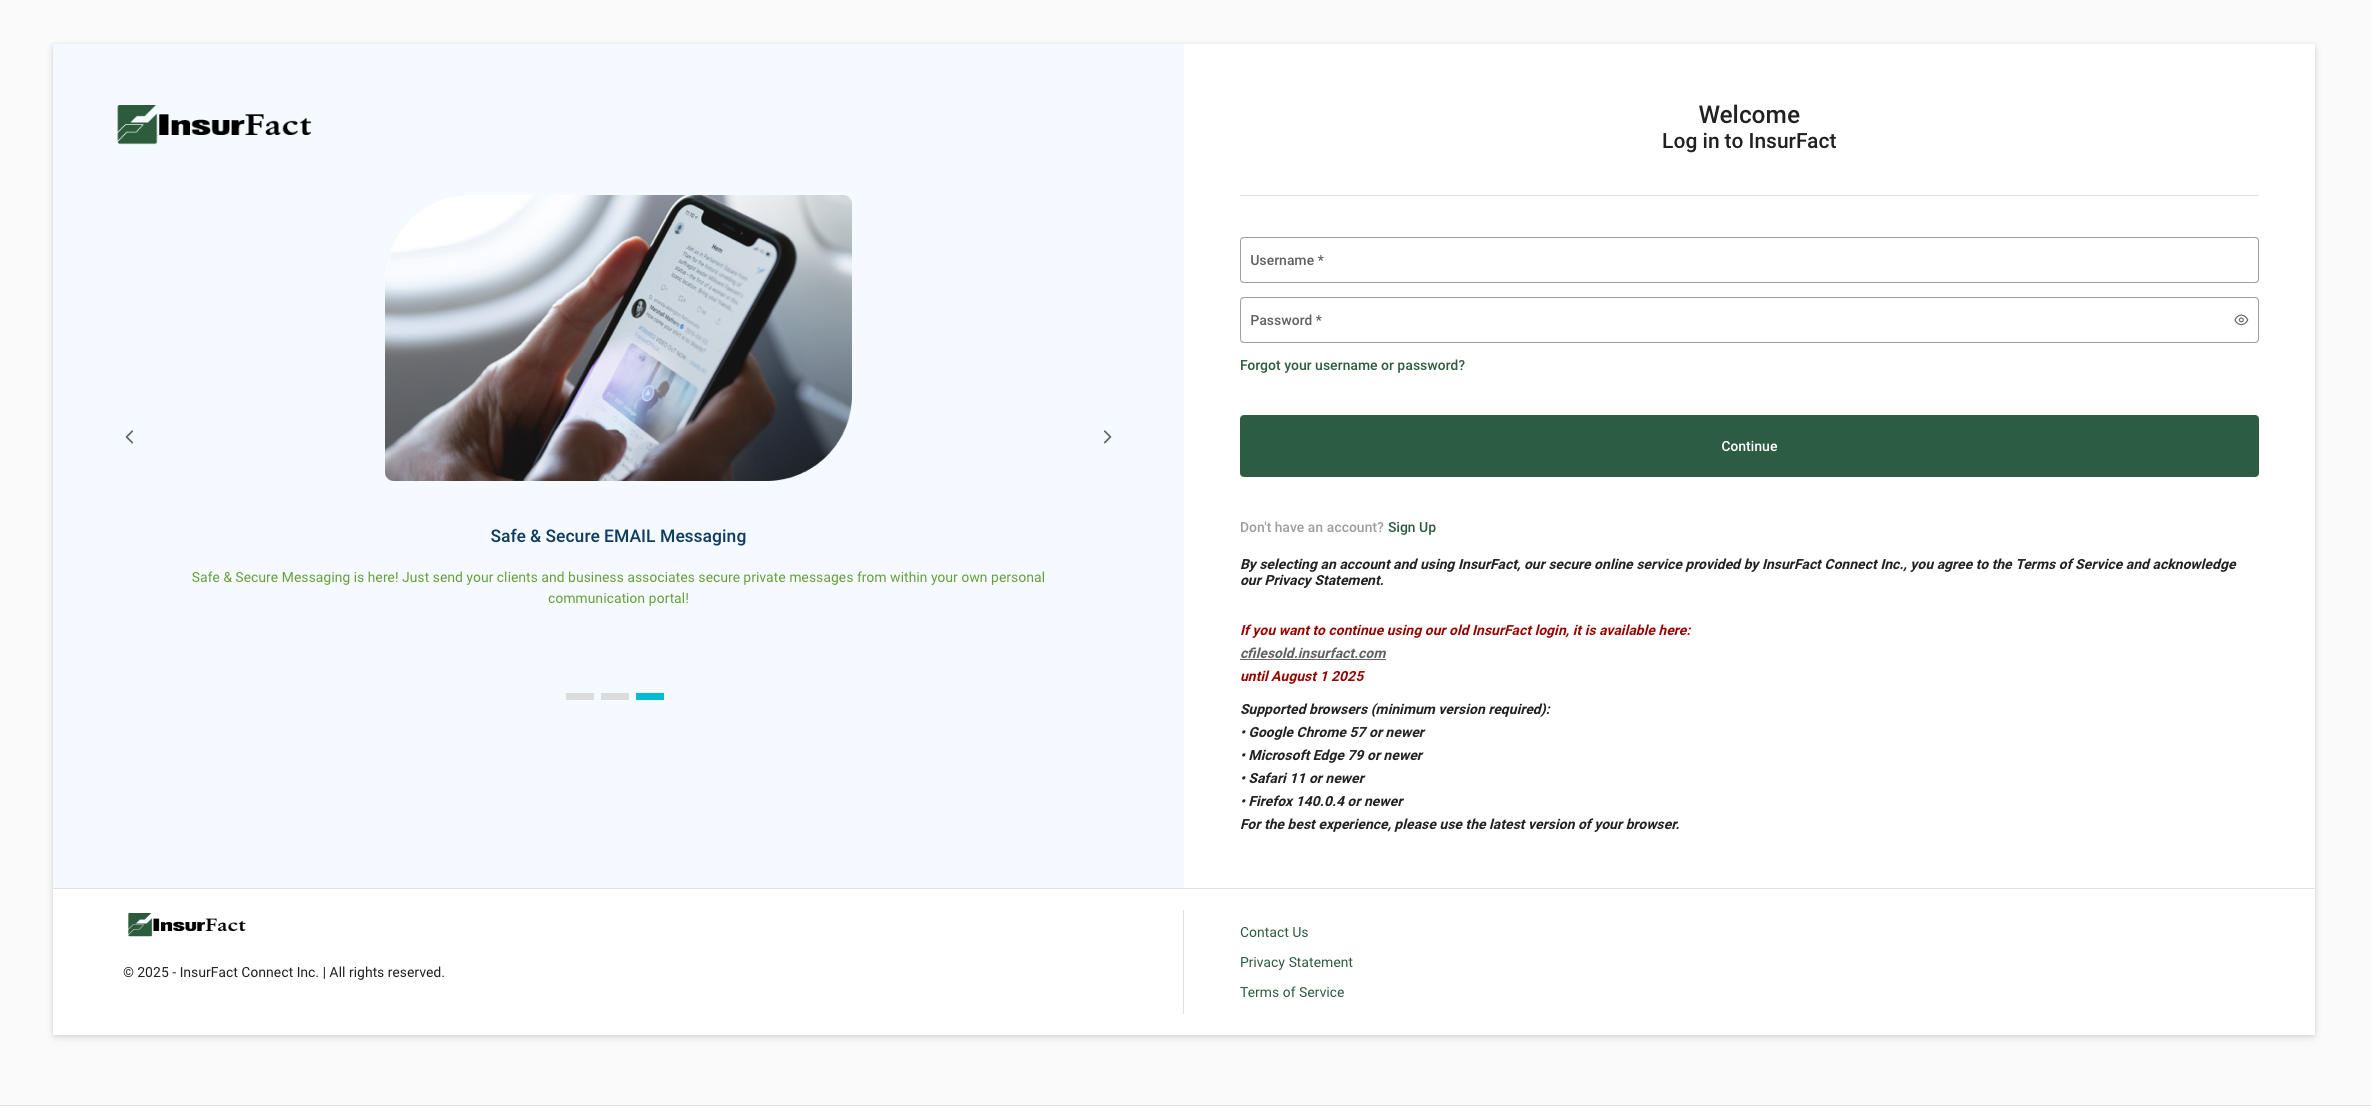 InsurFact
Safe & Secure EMAIL Messaging
Safe & Secure Messaging is here! Just send your clients and business associates secure private messages from within your own personal
communication portal!
Welcome
Log in to InsurFact
Username *
Password *
Forgot your username or password?
Continue
Don't have an account? Sign Up
By selecting an account and using InsurFact, our secure online service provided by InsurFact Connect Inc., you agree to the Terms of Service and acknowledge
our Privacy Statement.
If you want to continue using our old InsurFact login, it is available here:
cfilesold.insurfact.com
until August 1 2025
Supported browsers (minimum version required):
• Google Chrome 57 or newer
• Microsoft Edge 79 or newer
• Safari 11 or newer
• Firefox 140.0.4 or newer
For the best experience, please use the latest version of your browser.
InsurFact
© 2025 - InsurFact Connect Inc. | All rights reserved.
Contact Us
Privacy Statement
Terms of Service